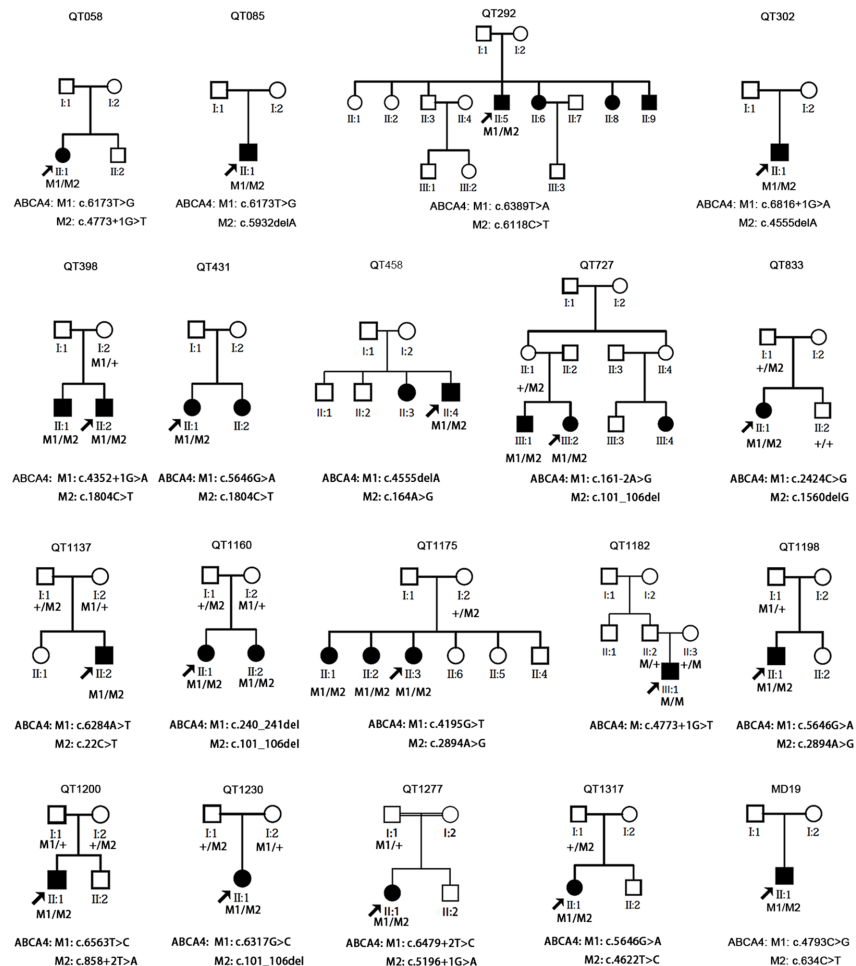 QT058 QT085 QT292 QT302
I:1 I:2
I:1 I:2 I:1 I:2 I:1 I:2
II:1 II:2 II:3 II:4 II:5 II:6 II:7 II:8 II:9
M1/M2
II:1 II:2 II:1 II:1
M1/M2 M1/M2 III:1 III:2 III:3 M1/M2
ABCA4: M1: c.6173T>G ABCA4: M1: c.6173T>G ABCA4: M1: c.6389T>A ABCA4: M1: c.6816+1G>A
M2: c.4773+1G>T M2: c.5932delA M2: c.6118C>T M2: c.4555delA
QT398 QT431 QT458 QT727 QT833
I:1 I:2
I:1 I:2 I:1 I:2 I:1 I:2 I:1 I:2
M1/+ +/M2
II:1 II:2 II:3 II:4
+/M2
II:1 II:2 II:1 II:2 II:1 II:2 II:3 II:4 II:1 II:2
M1/M2 M1/M2 M1/M2 M1/M2 M1/M2 +/+
III:1 III:2 III:3 III:4
M1/M2 M1/M2
ABCA4: M1: c.4352+1G>A ABCA4: M1: c.5646G>A ABCA4: M1: c.4555delA ABCA4: M1: c.161-2A>G ABCA4: M1: c.2424C>G
M2: c.1804C>T M2: c.1804C>T M2: c.164A>G M2: c.101_106del M2: c.1560delG
QT1137 QT1160 QT1175 QT1182 QT1198
I:1 I:2 I:1 I:2 I:1 I:2 I:1 I:2 I:1 I:2
+/M2 M1/+ +/M2 M1/+ +/M2 M1/+
II:1 II:2 II:3
M/+ +/M
II:1 II:2 II:1 II:2 II:1 II:2 II:3 II:6 II:5 II:4 III:1 II:1 II:2
M1/M2 M1/M2 M1/M2 M1/M2 M1/M2 M1/M2 M/M M1/M2
ABCA4: M1: c.6284A>T ABCA4: M1: c.240_241del ABCA4: M1: c.4195G>T ABCA4: M: c.4773+1G>T ABCA4: M1: c.5646G>A
M2: c.22C>T M2: c.101_106del M2: c.2894A>G M2: c.2894A>G
QT1200 QT1230 QT1277 QT1317 MD19
I:1 I:2 I:1 I:2 I:1 I:2 I:1 I:2 I:1 I:2
M1/+ +/M2 +/M2 M1/+ M1/+ +/M2
II:1 II:2 II:1 II:1 II:2 II:1 II:2 II:1
M1/M2 M1/M2 M1/M2 M1/M2 M1/M2
ABCA4: M1: c.6563T>C ABCA4: M1: c.6317G>C ABCA4: M1: c.6479+2T>C ABCA4: M1: c.5646G>A ABCA4: M1: c.4793C>G
M2: c.858+2T>A M2: c.101_106del M2: c.5196+1G>A M2: c.4622T>C M2: c.634C>T